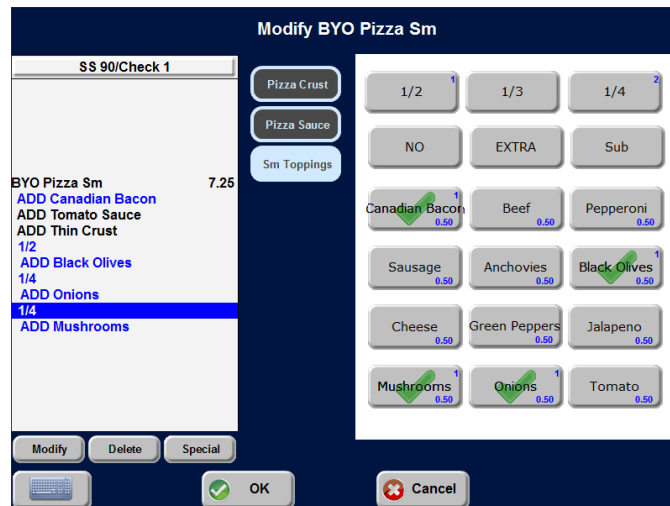 Modify BYO Pizza Sm
SS 90/Check 1
BYO Pizza Sm 7.25
ADD Canadian Bacon
ADD Tomato Sauce
ADD Thin Crust
1/2
ADD Black Olives
1/4
ADD Onions
1/4
ADD Mushrooms
Modify Delete Special
Pizza Crust
Pizza Sauce
Sm Toppings
1/2 1 1/3 1/4 2
NO EXTRA Sub
Canadian Bacon 1 Beef Pepperoni
0.50 0.50 0.50
Sausage Anchovies Black Olives 1
0.50 0.50 0.50
Cheese Green Peppers Jalapeno
0.50 0.50 0.50
Mushrooms 1 Onions 1 Tomato
0.50 0.50 0.50
OK Cancel